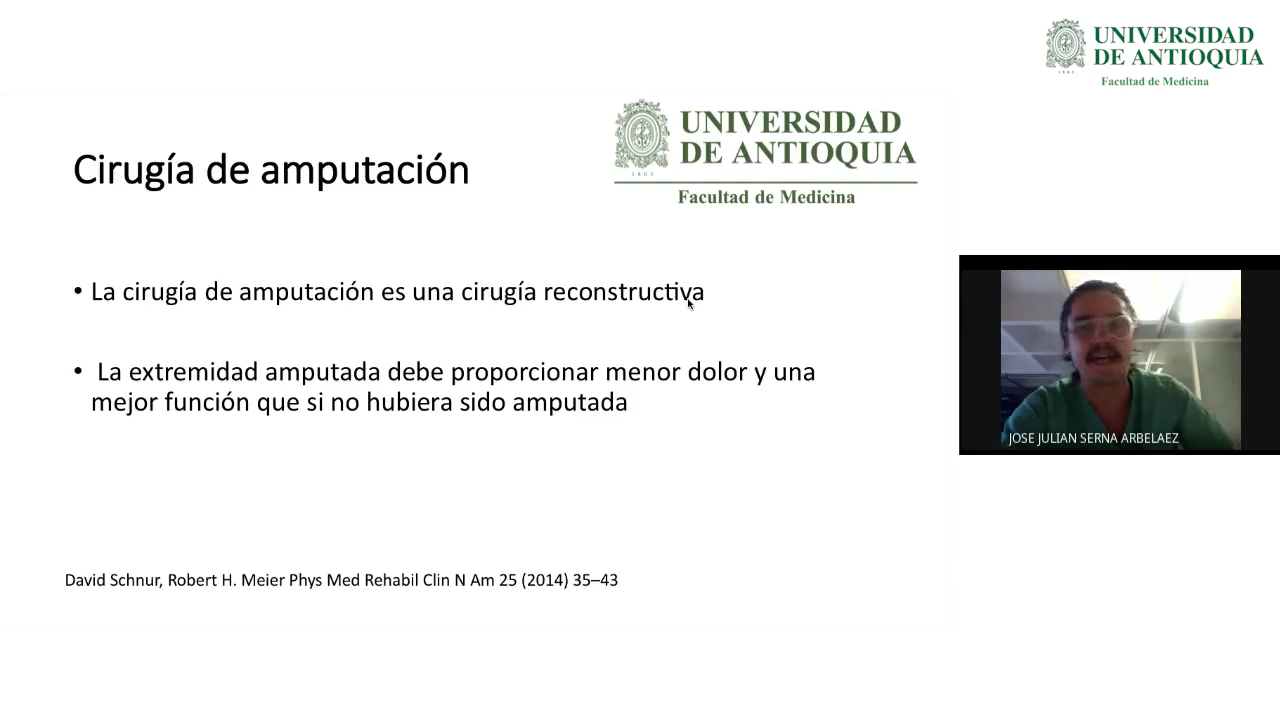 UNIVERSIDAD
DE ANTIOQUIA
1803
Facultad de Medicina
UNIVERSIDAD
DE ANTIOQUIA
1803
Facultad de Medicina
Cirugía de amputación
• La cirugía de amputación es una cirugía reconstructiva
• La extremidad amputada debe proporcionar menor dolor y una
mejor función que si no hubiera sido amputada
JOSE JULIAN SERNA ARBELAEZ
David Schnur, Robert H. Meier Phys Med Rehabil Clin N Am 25 (2014) 35–43